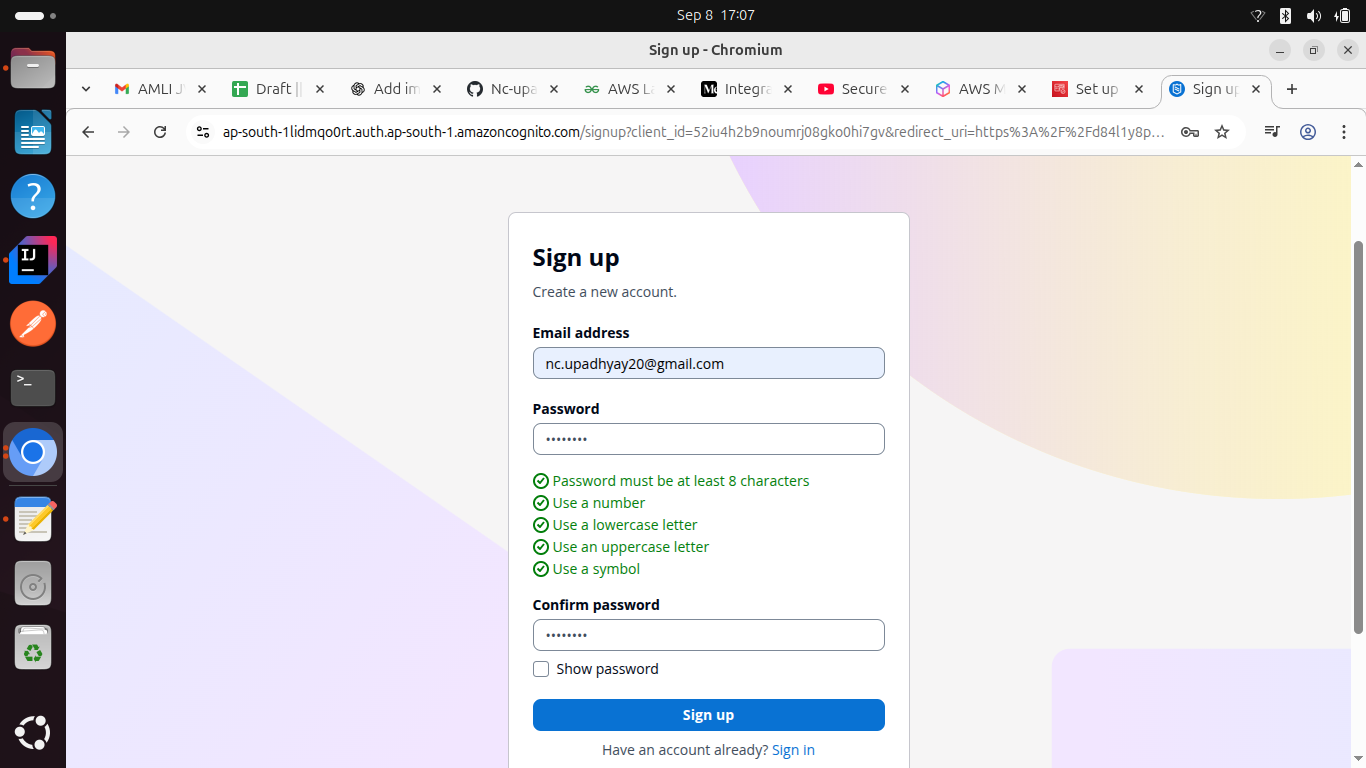 Sep 8 17:07
Sign up - Chromium
AMLI J
Draft ||
Add im
Nc-upa
AWS La
Integra
Secure
AWS M
Set up
Sign up
ap-south-1lidmqo0rt.auth.ap-south-1.amazoncognito.com/signup?client_id=52iu4h2b9noumrj08gko0hi7gv&redirect_uri=https%3A%2F%2Fd84l1y8p...
Sign up
Create a new account.
Email address
nc.upadhyay20@gmail.com
Password
••••••••
Password must be at least 8 characters
Use a number
Use a lowercase letter
Use an uppercase letter
Use a symbol
Confirm password
••••••••
Show password
Sign up
Have an account already? Sign in